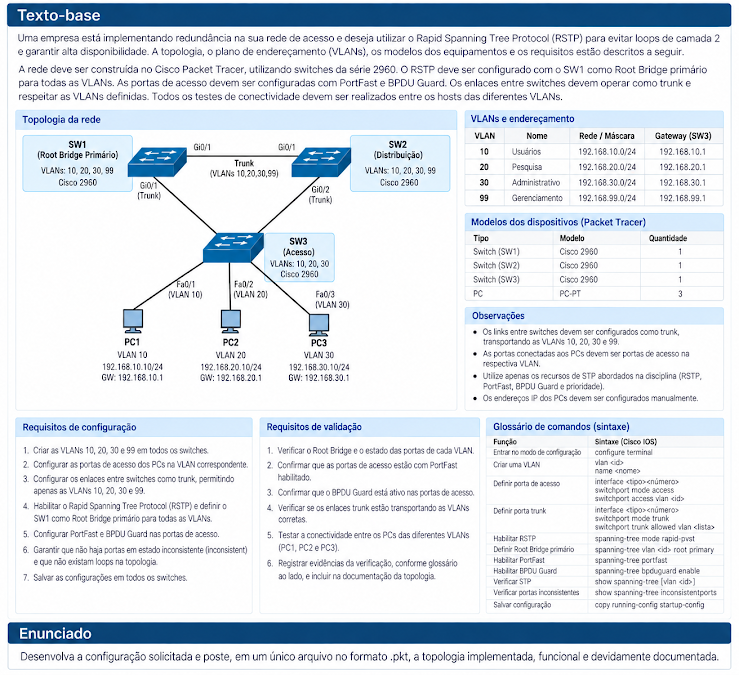 Texto-base
Uma empresa está implementando redundância na sua rede de acesso e deseja utilizar o Rapid Spanning Tree Protocol (RSTP) para evitar loops de camada 2
e garantir alta disponibilidade. A topologia, o plano de endereçamento (VLANs), os modelos dos equipamentos e os requisitos estão descritos a seguir.
A rede deve ser construída no Cisco Packet Tracer, utilizando switches da série 2960. O RSTP deve ser configurado com o SW1 como Root Bridge primário
para todas as VLANs. As portas de acesso devem ser configuradas com PortFast e BPDU Guard. Os enlaces entre switches devem operar como trunk e
respeitar as VLANs definidas. Todos os testes de conectividade devem ser realizados entre os hosts das diferentes VLANs.
Topologia da rede
SW1
(Root Bridge Primário)
VLANs: 10, 20, 30, 99
Cisco 2960
Gi0/1
Gi0/1
Trunk
(VLANs 10,20,30,99)
SW2
(Distribuição)
VLANs: 10, 20, 30, 99
Cisco 2960
Gi0/1
(Trunk)
Gi0/2
(Trunk)
SW3
(Acesso)
VLANs: 10, 20, 30
Cisco 2960
Fa0/1
(VLAN 10)
Fa0/2
(VLAN 20)
Fa0/3
(VLAN 30)
PC1
VLAN 10
192.168.10.10/24
GW: 192.168.10.1
PC2
VLAN 20
192.168.20.10/24
GW: 192.168.20.1
PC3
VLAN 30
192.168.30.10/24
GW: 192.168.30.1
VLANs e endereçamento
VLAN Nome Rede / Máscara Gateway (SW3)
10 Usuários 192.168.10.0/24 192.168.10.1
20 Pesquisa 192.168.20.0/24 192.168.20.1
30 Administrativo 192.168.30.0/24 192.168.30.1
99 Gerenciamento 192.168.99.0/24 192.168.99.1
Modelos dos dispositivos (Packet Tracer)
Tipo Modelo Quantidade
Switch (SW1) Cisco 2960 1
Switch (SW2) Cisco 2960 1
Switch (SW3) Cisco 2960 1
PC PC-PT 3
Observações
• Os links entre switches devem ser configurados como trunk,
transportando as VLANs 10, 20, 30 e 99.
• As portas conectadas aos PCs devem ser portas de acesso na
respectiva VLAN.
• Utilize apenas os recursos de STP abordados na disciplina (RSTP,
PortFast, BPDU Guard e prioridade).
• Os endereços IP dos PCs devem ser configurados manualmente.
Requisitos de configuração
1. Criar as VLANs 10, 20, 30 e 99 em todos os switches.
2. Configurar as portas de acesso dos PCs na VLAN correspondente.
3. Configurar os enlaces entre switches como trunk, permitindo
apenas as VLANs 10, 20, 30 e 99.
4. Habilitar o Rapid Spanning Tree Protocol (RSTP) e definir o
SW1 como Root Bridge primário para todas as VLANs.
5. Configurar PortFast e BPDU Guard nas portas de acesso.
6. Garantir que não haja portas em estado inconsistente (inconsistent)
e que não existam loops na topologia.
7. Salvar as configurações em todos os switches.
Requisitos de validação
1. Verificar o Root Bridge e o estado das portas de cada VLAN.
2. Confirmar que as portas de acesso estão com PortFast
habilitado.
3. Confirmar que o BPDU Guard está ativo nas portas de acesso.
4. Verificar se os enlaces trunk estão transportando as VLANs
corretas.
5. Testar a conectividade entre os PCs das diferentes VLANs
(PC1, PC2 e PC3).
6. Registrar evidências da verificação, conforme glossário
ao lado, e incluir na documentação da topologia.
Glossário de comandos (sintaxe)
Função Sintaxe (Cisco IOS)
Entrar no modo de configuração configure terminal
Criar uma VLAN vlan <id>
name <nome>
Definir porta de acesso interface <tipo><número>
switchport mode access
switchport access vlan <id>
Definir porta trunk interface <tipo><número>
switchport mode trunk
switchport trunk allowed vlan <lista>
Habilitar RSTP spanning-tree mode rapid-pvst
Definir Root Bridge primário spanning-tree vlan <id> root primary
Habilitar PortFast spanning-tree portfast
Habilitar BPDU Guard spanning-tree bpduguard enable
Verificar STP show spanning-tree [vlan <id>]
Verificar portas inconsistentes show spanning-tree inconsistentports
Salvar configuração copy running-config startup-config
Enunciado
Desenvolva a configuração solicitada e poste, em um único arquivo no formato .pkt, a topologia implementada, funcional e devidamente documentada.